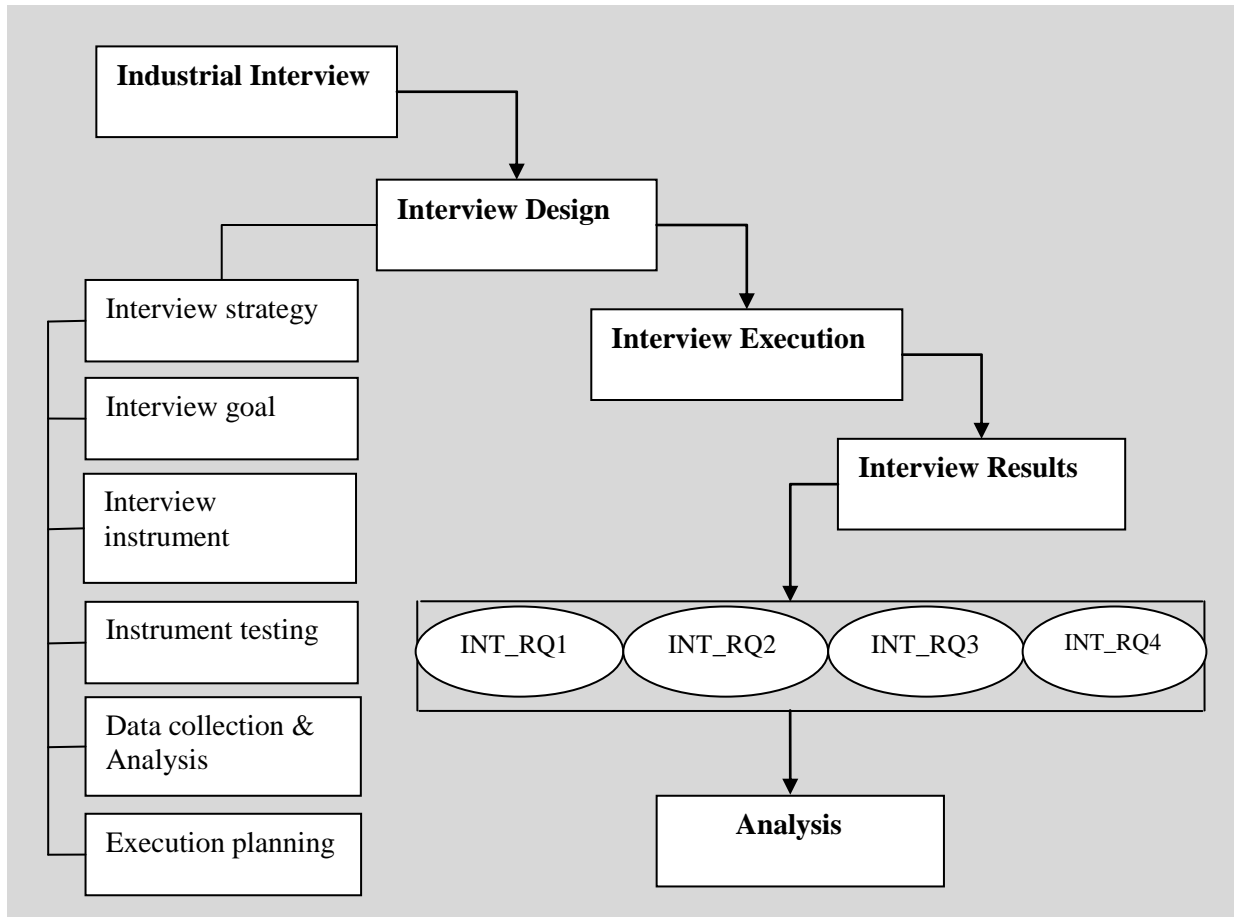 Industrial Interview
Interview Design
Interview strategy
Interview goal
Interview
instrument
Instrument testing
Data collection &
Analysis
Execution planning
Interview Execution
Interview Results
INT_RQ1
INT_RQ2
INT_RQ3
INT_RQ4
Analysis